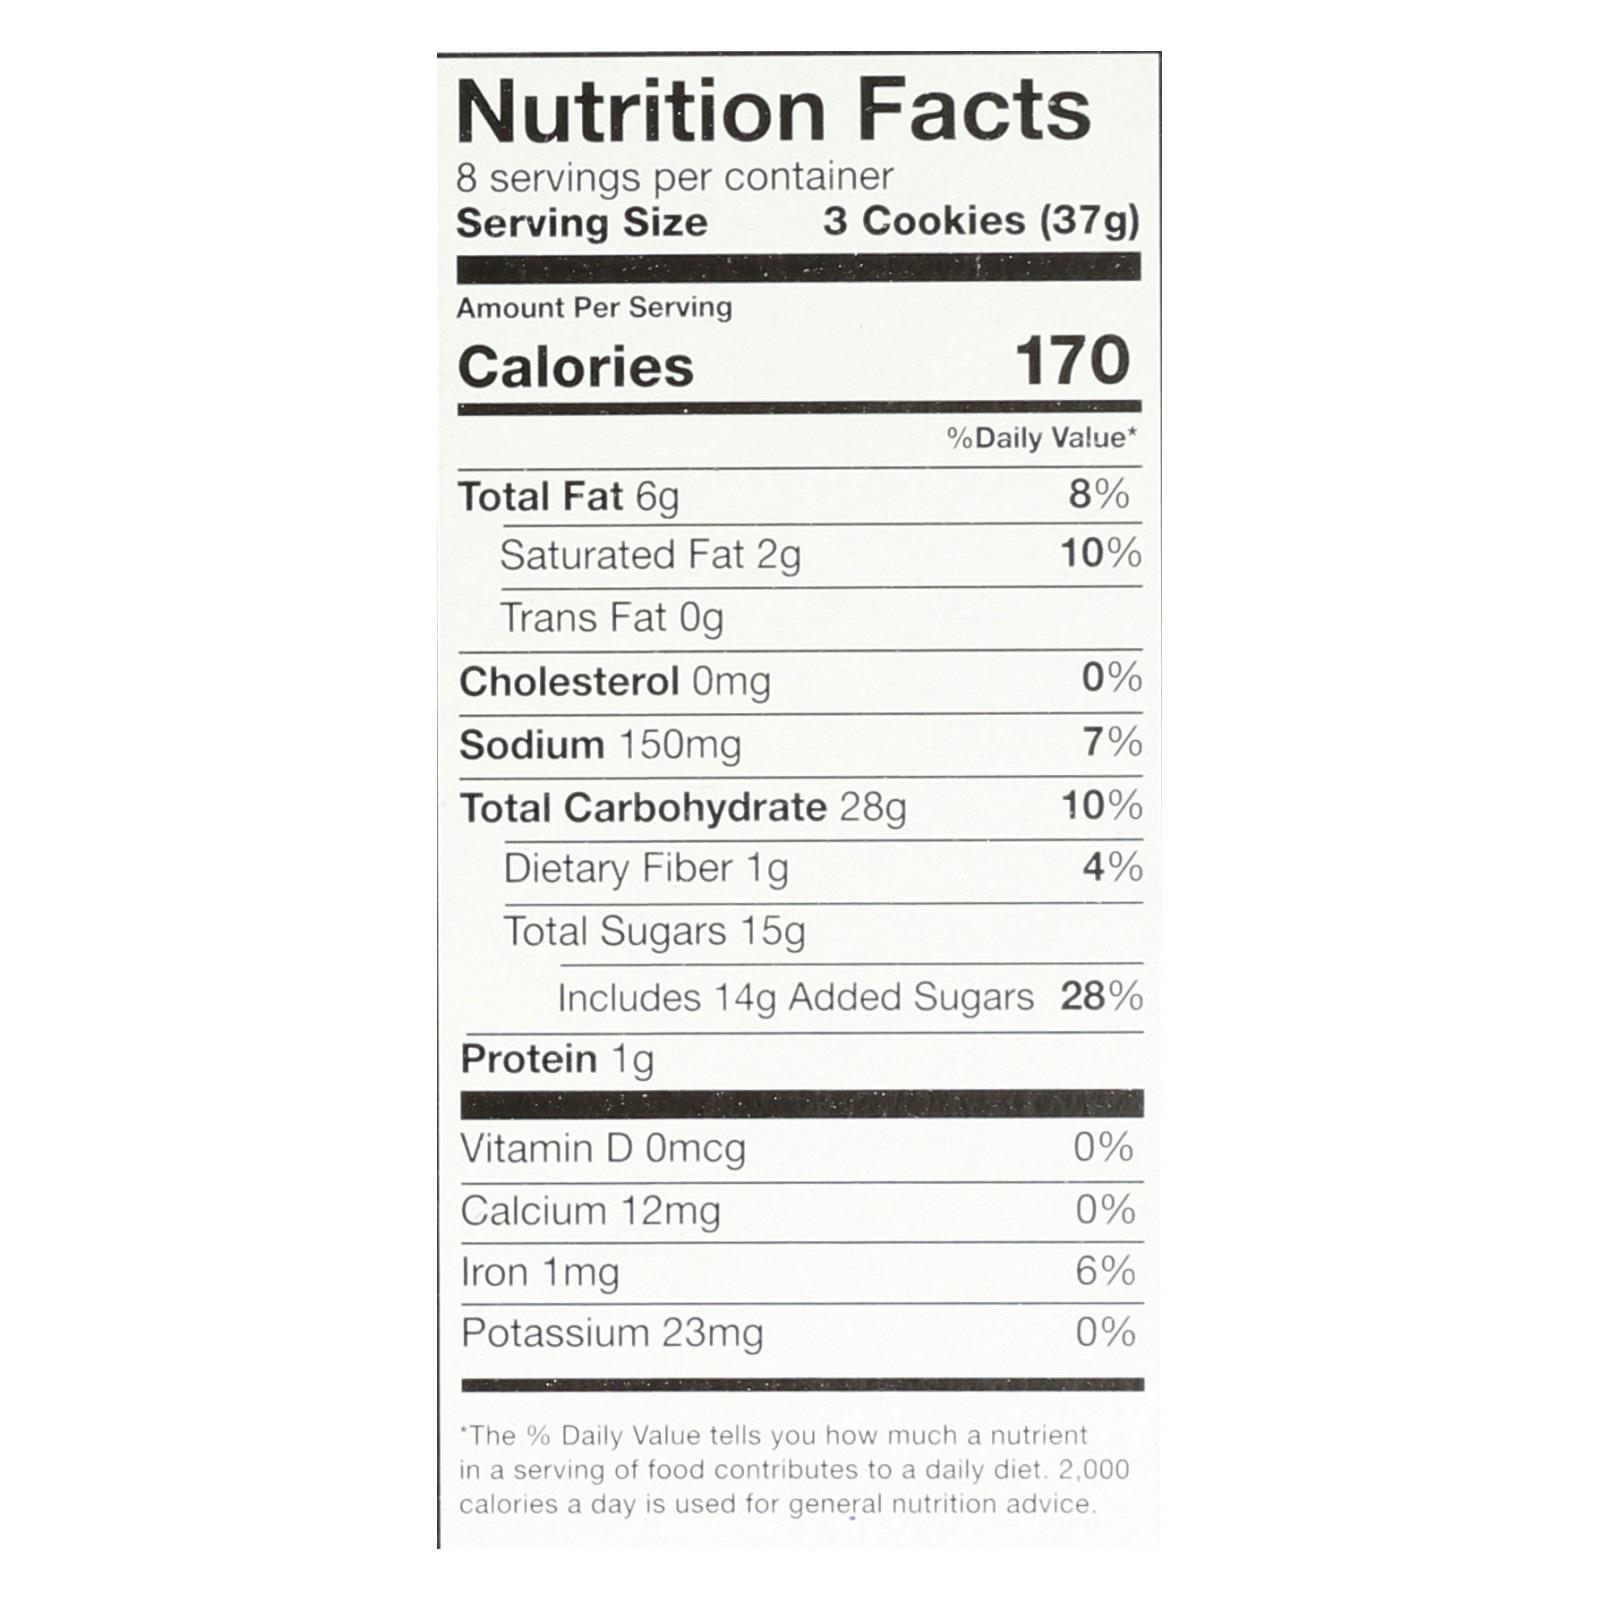 Nutrition Facts
8 servings per container
Serving Size 3 Cookies (37g)
Amount Per Serving
Calories 170
%Daily Value*
Total Fat 6g 8%
Saturated Fat 2g 10%
Trans Fat 0g
Cholesterol 0mg 0%
Sodium 150mg 7%
Total Carbohydrate 28g 10%
Dietary Fiber 1g 4%
Total Sugars 15g
Includes 14g Added Sugars 28%
Protein 1g
Vitamin D 0mcg 0%
Calcium 12mg 0%
Iron 1mg 6%
Potassium 23mg 0%
*The % Daily Value tells you how much a nutrient
in a serving of food contributes to a daily diet. 2,000
calories a day is used for general nutrition advice.